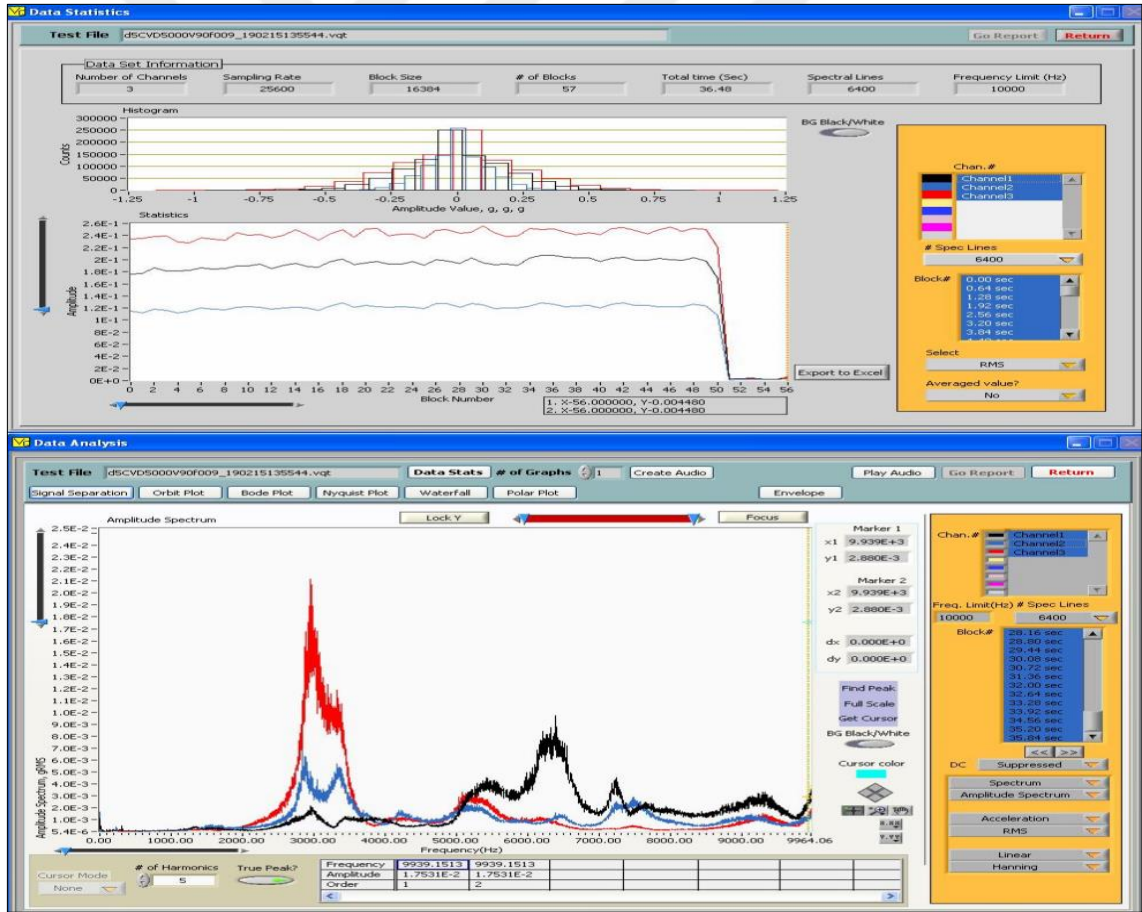 Data Statistics
Test File d5CVD5000V90f009_190215135544.vqt Go Report Return
Data Set Information
Number of Channels Sampling Rate Block Size # of Blocks Total time (Sec) Spectral Lines Frequency Limit (Hz)
3 25600 16384 57 36.48 6400 10000
Histogram
BG Black/White
Counts
300000
250000
200000
150000
100000
50000
0
-1.25 -1 -0.75 -0.5 -0.25 0 0.25 0.5 0.75 1 1.25
Amplitude Value, g, g, g
Statistics
Amplitude
2.6E-1
2.4E-1
2.2E-1
2E-1
1.8E-1
1.6E-1
1.4E-1
1.2E-1
1E-1
8E-2
6E-2
4E-2
2E-2
0E+0
0 2 4 6 8 10 12 14 16 18 20 22 24 26 28 30 32 34 36 38 40 42 44 46 48 50 52 54 56
Block Number
1. X-56.000000, Y-0.004480
2. X-56.000000, Y-0.004480
Export to Excel
Chan.#
Channel1
Channel2
Channel3
# Spec Lines
6400
Block#
0.00 sec
0.64 sec
1.28 sec
1.92 sec
2.56 sec
3.20 sec
3.84 sec
Select
RMS
Averaged value?
No
Data Analysis
Test File d5CVD5000V90f009_190215135544.vqt Data Stats # of Graphs 1 Create Audio Play Audio Go Report Return
Signal Separation Orbit Plot Bode Plot Nyquist Plot Waterfall Polar Plot Envelope
Amplitude Spectrum Lock Y Focus
Amplitude Spectrum, gRMS
2.5E-2
2.4E-2
2.3E-2
2.2E-2
2.1E-2
2.0E-2
1.9E-2
1.8E-2
1.7E-2
1.6E-2
1.5E-2
1.4E-2
1.3E-2
1.2E-2
1.1E-2
1.0E-2
9.0E-3
8.0E-3
7.0E-3
6.0E-3
5.0E-3
4.0E-3
3.0E-3
2.0E-3
1.0E-3
5.4E-6
0.00 1000.00 2000.00 3000.00 4000.00 5000.00 6000.00 7000.00 8000.00 9000.00 9964.06
Frequency(Hz)
Marker 1
x1 9.939E+3
y1 2.880E-3
Marker 2
x2 9.939E+3
y2 2.880E-3
dx 0.000E+0
dy 0.000E+0
Find Peak
Full Scale
Get Cursor
BG Black/White
Cursor color
Chan.#
Channel1
Channel2
Channel3
Freq. Limit(Hz) # Spec Lines
10000 6400
Block#
28.16 sec
28.80 sec
29.44 sec
30.08 sec
30.72 sec
31.36 sec
32.00 sec
32.64 sec
33.28 sec
33.92 sec
34.56 sec
35.20 sec
35.84 sec
<< >>
DC Suppressed
Spectrum
Amplitude Spectrum
Acceleration
RMS
Linear
Hanning
Cursor Mode
None
# of Harmonics
5
True Peak?
Frequency 9939.1513 9939.1513
Amplitude 1.7531E-2 1.7531E-2
Order 1 2